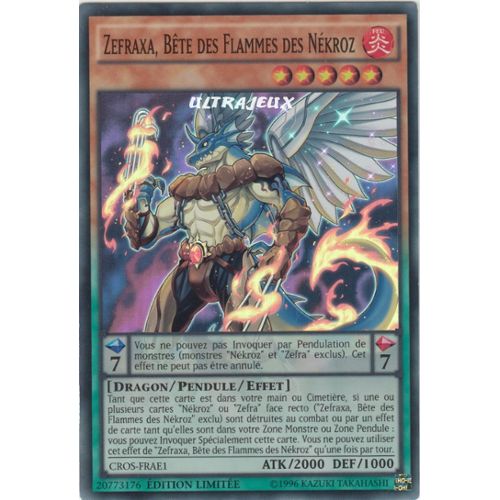 Zefraxa, Bête des Flammes des Nékroz
FEU
炎
ULTRAJEUX
Vous ne pouvez pas Invoquer par Pendulation de
monstres (monstres "Nékroz" et "Zefra" exclus). Cet
effet ne peut pas être annulé.
7
7
[Dragon/Pendule/Effet]
Tant que cette carte est dans votre main ou Cimetière, si une ou
plusieurs cartes "Nékroz" ou "Zefra" face recto ("Zefraxa, Bête des
Flammes des Nékroz" exclu) sont détruites au combat ou par un effet
de carte tant qu'elles sont dans votre Zone Monstre ou Zone Pendule :
vous pouvez Invoquer Spécialement cette carte. Vous ne pouvez utiliser
cet effet de "Zefraxa, Bête des Flammes des Nékroz" qu'une fois par tour.
CROS-FRAE1
ATK/2000 DEF/1000
20773176 ÉDITION LIMITÉE
©1996 KAZUKI TAKAHASHI